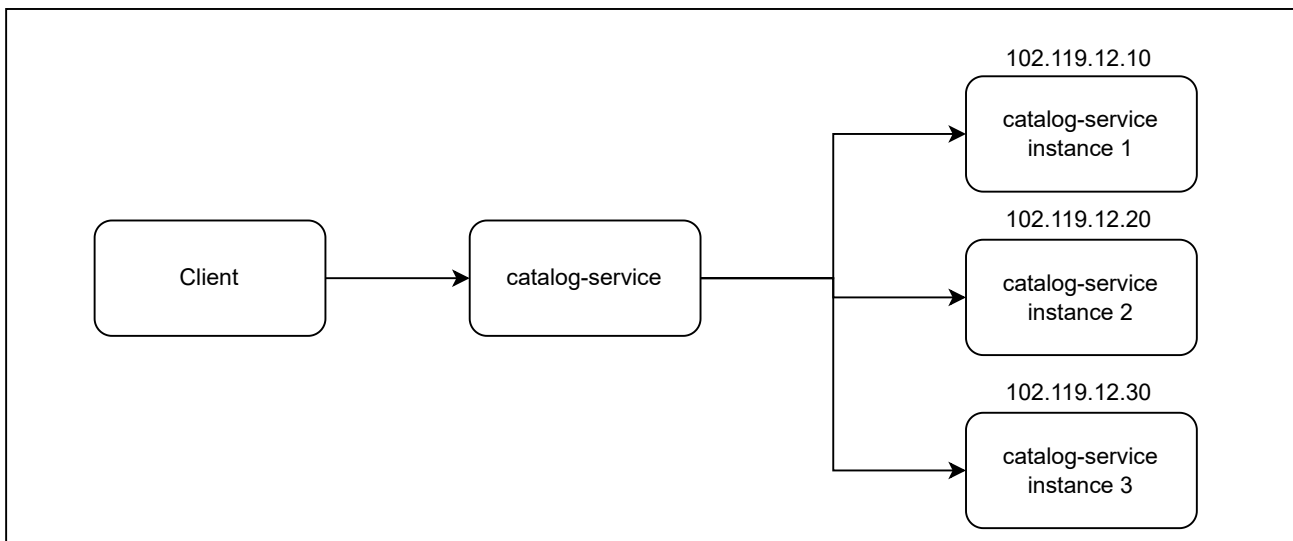 Client
catalog-service
102.119.12.10
catalog-service
instance 1
102.119.12.20
catalog-service
instance 2
102.119.12.30
catalog-service
instance 3